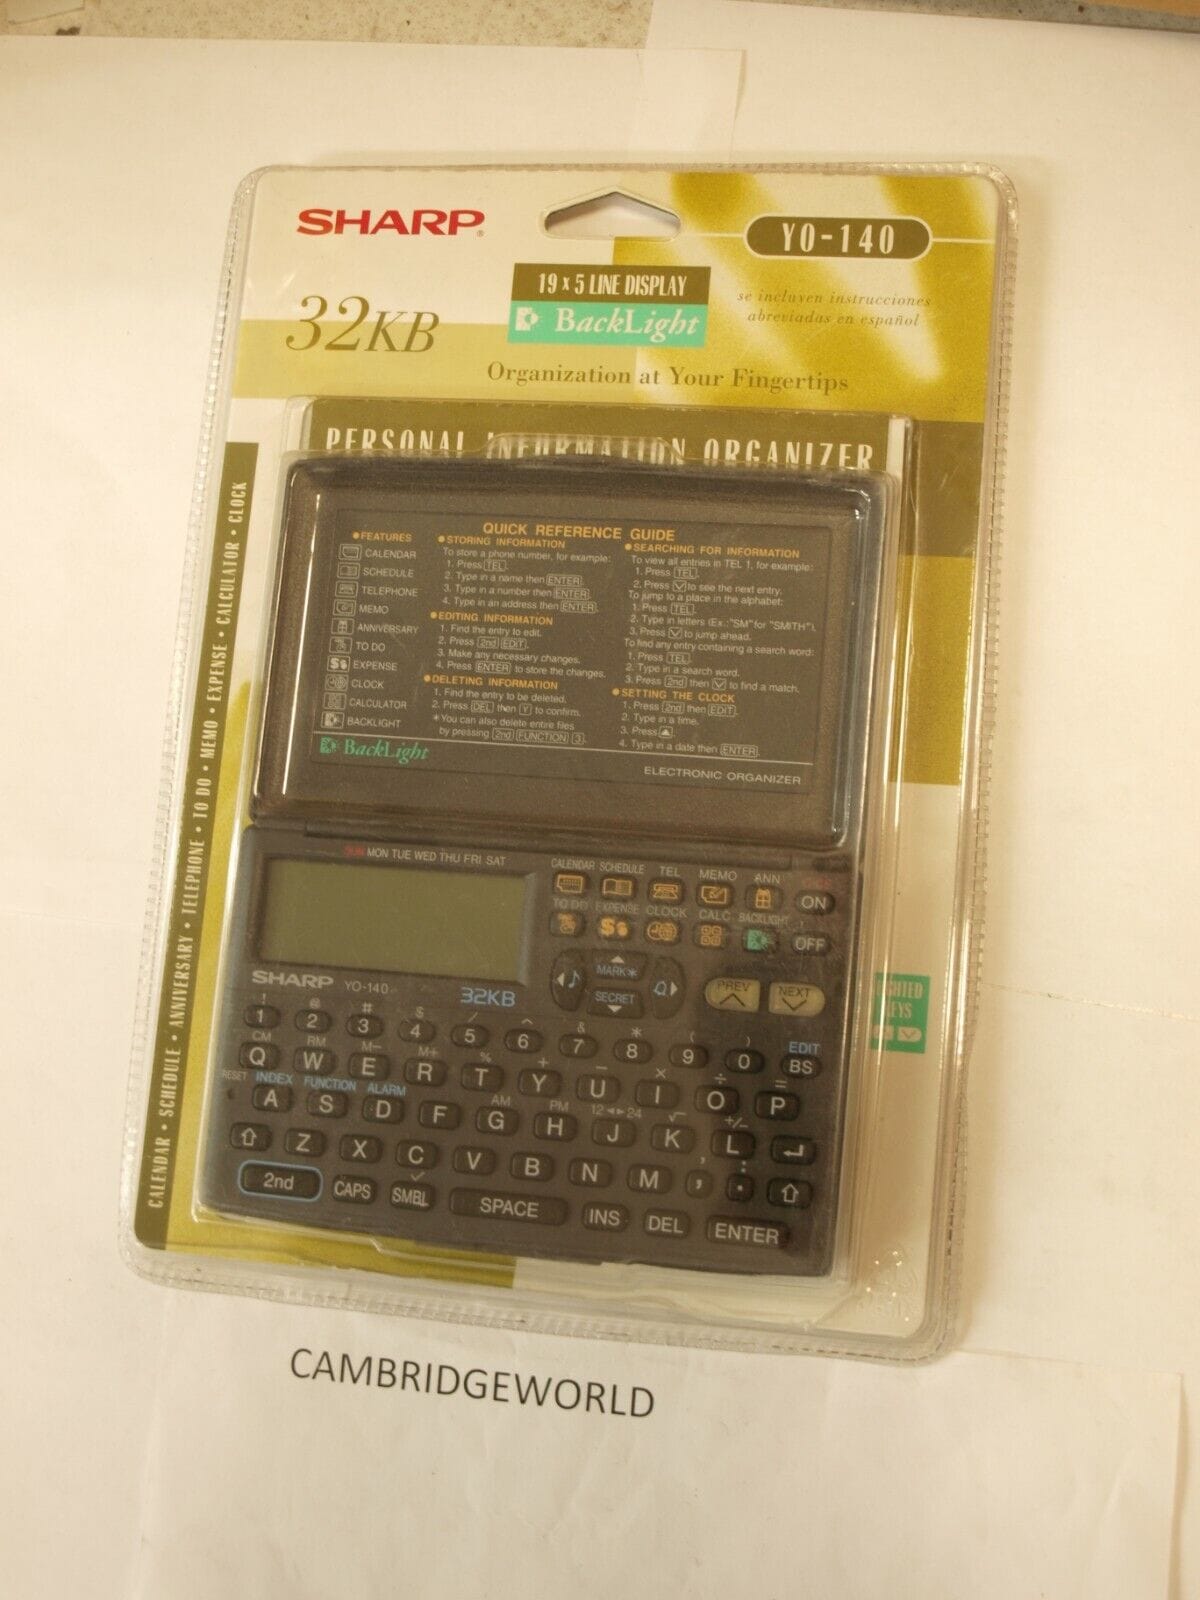 SHARP®
YO-140
19 x 5 LINE DISPLAY
BackLight
32KB
se incluyen instrucciones
abreviadas en español
Organization at Your Fingertips
PERSONAL INFORMATION ORGANIZER
CALENDAR • SCHEDULE • ANNIVERSARY • TELEPHONE • TO DO • MEMO • EXPENSE • CALCULATOR • CLOCK
QUICK REFERENCE GUIDE
●FEATURES
CALENDAR
SCHEDULE
TELEPHONE
MEMO
ANNIVERSARY
TO DO
$$ EXPENSE
CLOCK
CALCULATOR
BACKLIGHT
●STORING INFORMATION
To store a phone number, for example:
1. Press TEL.
2. Type in a name then ENTER.
3. Type in a number then ENTER.
4. Type in an address then ENTER.
●EDITING INFORMATION
1. Find the entry to edit.
2. Press 2nd EDIT.
3. Make any necessary changes.
4. Press ENTER to store the changes.
●DELETING INFORMATION
1. Find the entry to be deleted.
2. Press DEL then Y to confirm.
*You can also delete entire files
by pressing 2nd FUNCTION 3.
●SEARCHING FOR INFORMATION
To view all entries in TEL 1, for example:
1. Press TEL.
2. Press ∨ to see the next entry.
To jump to a place in the alphabet:
1. Press TEL.
2. Type in letters (Ex.:"SM" for "SMITH").
3. Press ∨ to jump ahead.
To find any entry containing a search word:
1. Press TEL.
2. Type in a search word.
3. Press 2nd then ∨ to find a match.
●SETTING THE CLOCK
1. Press 2nd then EDIT.
2. Type in a time.
3. Press ▲.
4. Type in a date then ENTER.
BackLight
ELECTRONIC ORGANIZER
SUN MON TUE WED THU FRI SAT
CALENDAR SCHEDULE TEL MEMO ANN
ON
TO DO EXPENSE CLOCK CALC BACKLIGHT
$$
OFF
SHARP YO-140 32KB
MARK*
SECRET
PREV NEXT
KEYS
! @ # $ / ^ & * ( )
1 2 3 4 5 6 7 8 9 0
EDIT
BS
CM RM M− M+ % + − × ÷ =
Q W E R T Y U I O P
RESET INDEX FUNCTION ALARM AM PM 12◄►24 √ +/−
A S D F G H J K L ↵
⇧ Z X C V B N M , . ⇧
2nd CAPS SMBL SPACE INS DEL ENTER
CAMBRIDGEWORLD